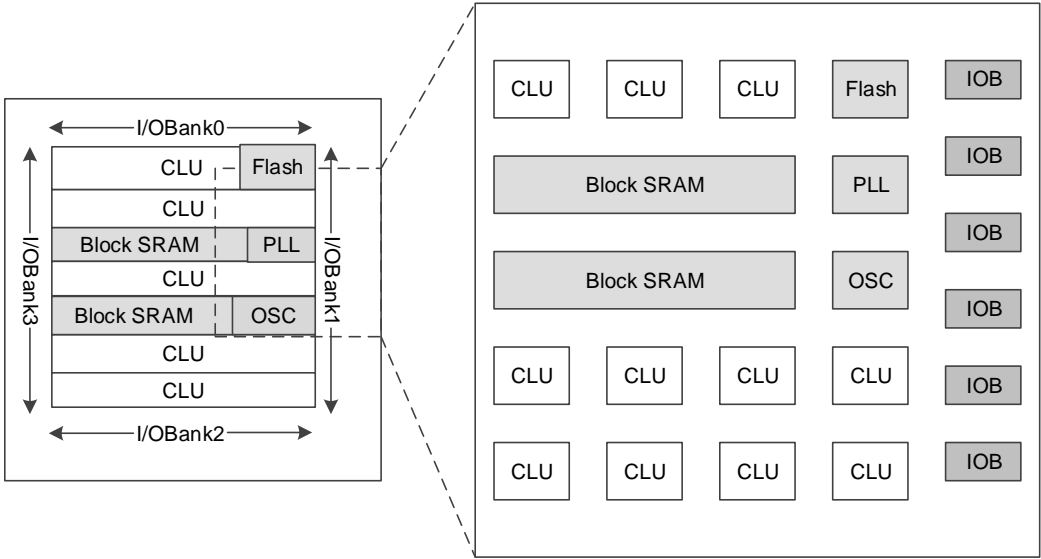 I/OBank0
CLU
Flash
CLU
Block SRAM
PLL
CLU
Block SRAM
OSC
CLU
CLU
I/OBank3
I/OBank1
I/OBank2
CLU CLU CLU Flash IOB
IOB
Block SRAM PLL
IOB
Block SRAM OSC
IOB
CLU CLU CLU CLU IOB
CLU CLU CLU CLU IOB